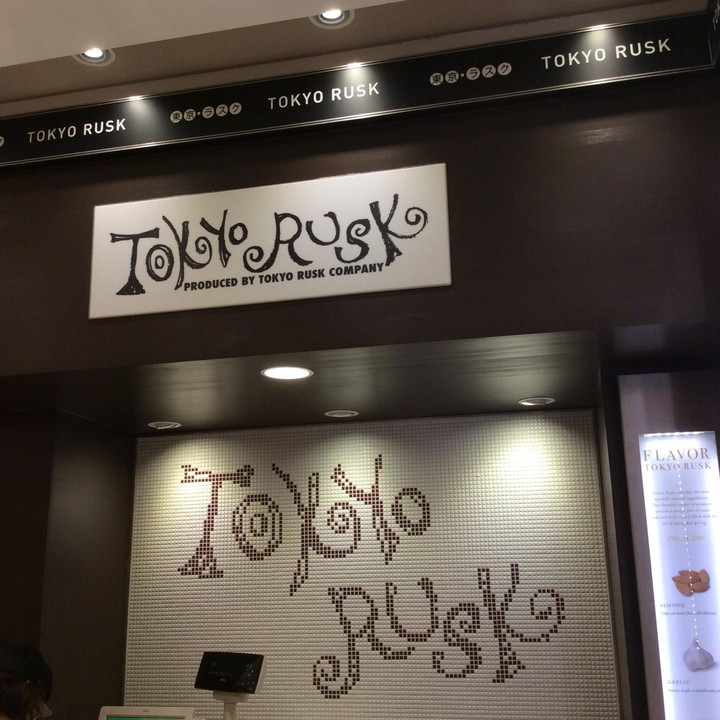 TOKYO RUSK
東京・ラスク
TOKYO RUSK
東京・ラスク
TOKYO RUSK
TOKYO RUSK
PRODUCED BY TOKYO RUSK COMPANY
TOKYO
RUSK
FLAVOR
TOKYO RUSK
ALMOND
GARLIC